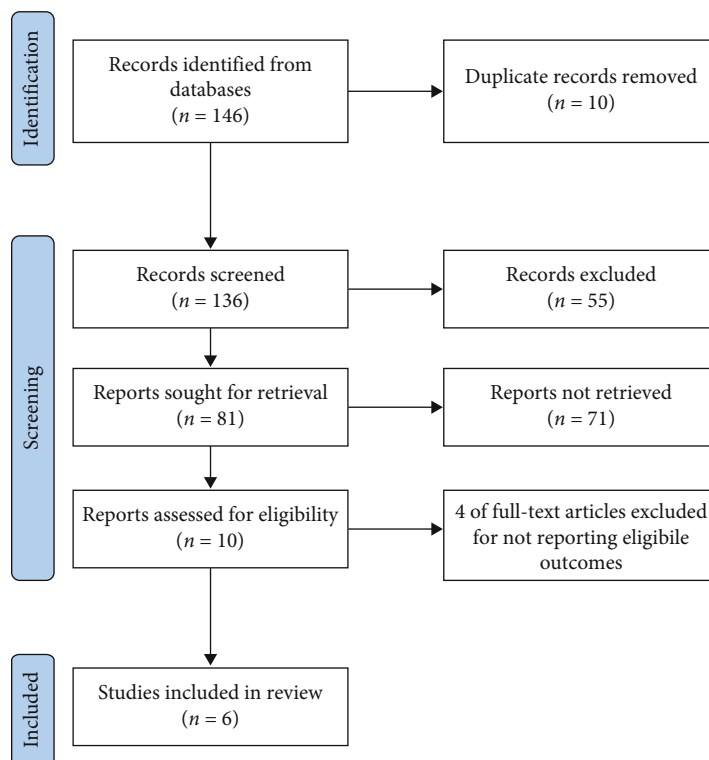 Identification
Records identified from
databases
(n = 146)
Duplicate records removed
(n = 10)
Screening
Records screened
(n = 136)
Records excluded
(n = 55)
Reports sought for retrieval
(n = 81)
Reports not retrieved
(n = 71)
Reports assessed for eligibility
(n = 10)
4 of full-text articles excluded
for not reporting eligibile
outcomes
Included
Studies included in review
(n = 6)